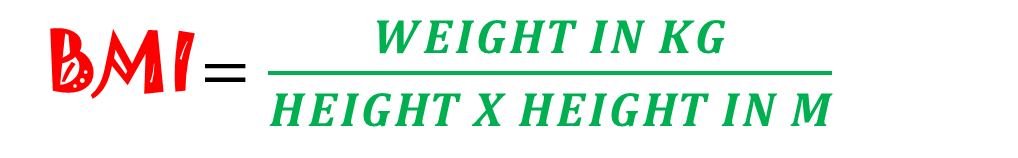 BMI=
WEIGHT IN KG
HEIGHT X HEIGHT IN M